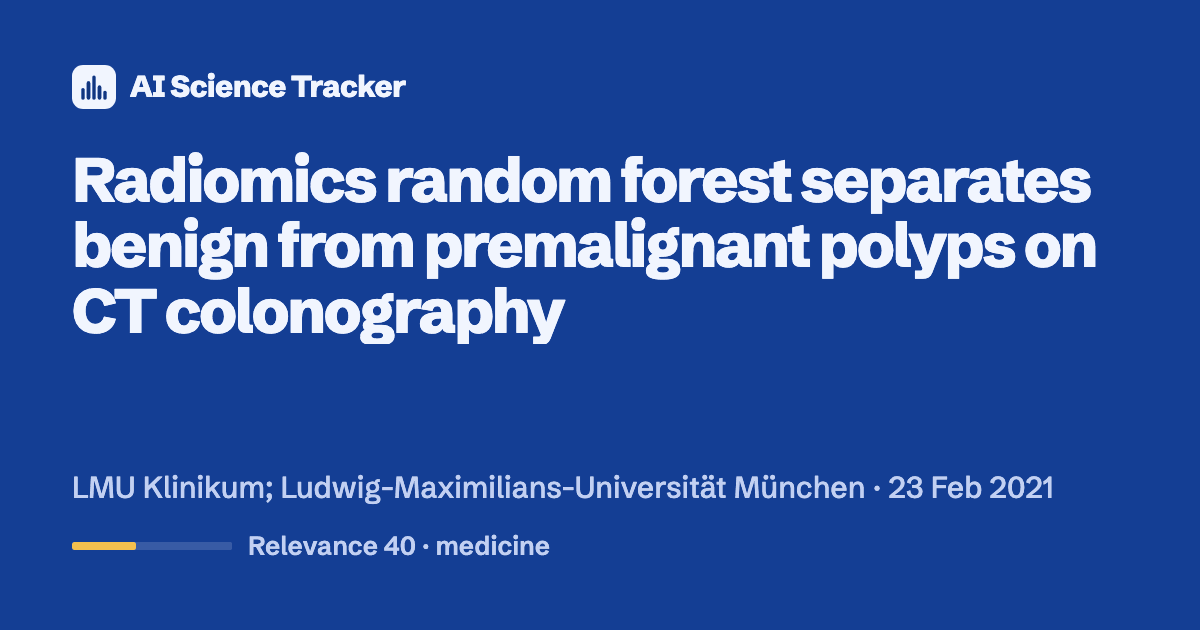 AI Science Tracker
Radiomics random forest separates
benign from premalignant polyps on
CT colonography
LMU Klinikum; Ludwig-Maximilians-Universität München · 23 Feb 2021
Relevance 40 · medicine